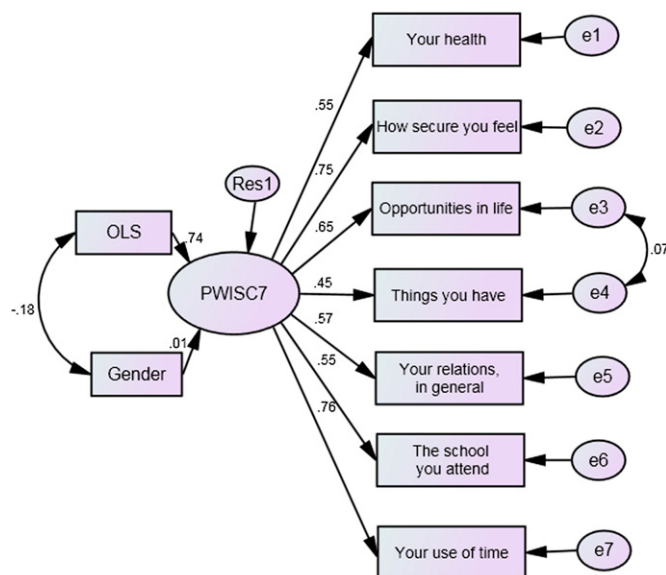 Your health
e1
.55
How secure you feel
e2
.75
Res1
Opportunities in life
e3
.65
OLS
.74
.07
PWISC7
.45
Things you have
e4
-.18
.57
.01
Gender
Your relations,
in general
e5
.55
.76
The school
you attend
e6
Your use of time
e7